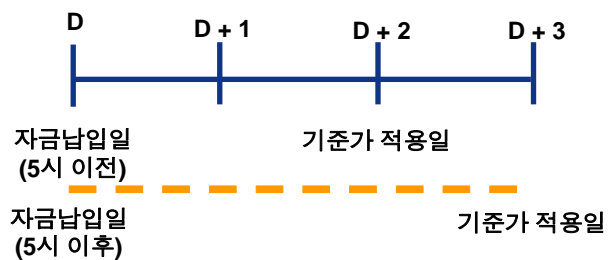 D D + 1 D + 2 D + 3
자금납입일 기준가 적용일
(5시 이전)
자금납입일 기준가 적용일
(5시 이후)